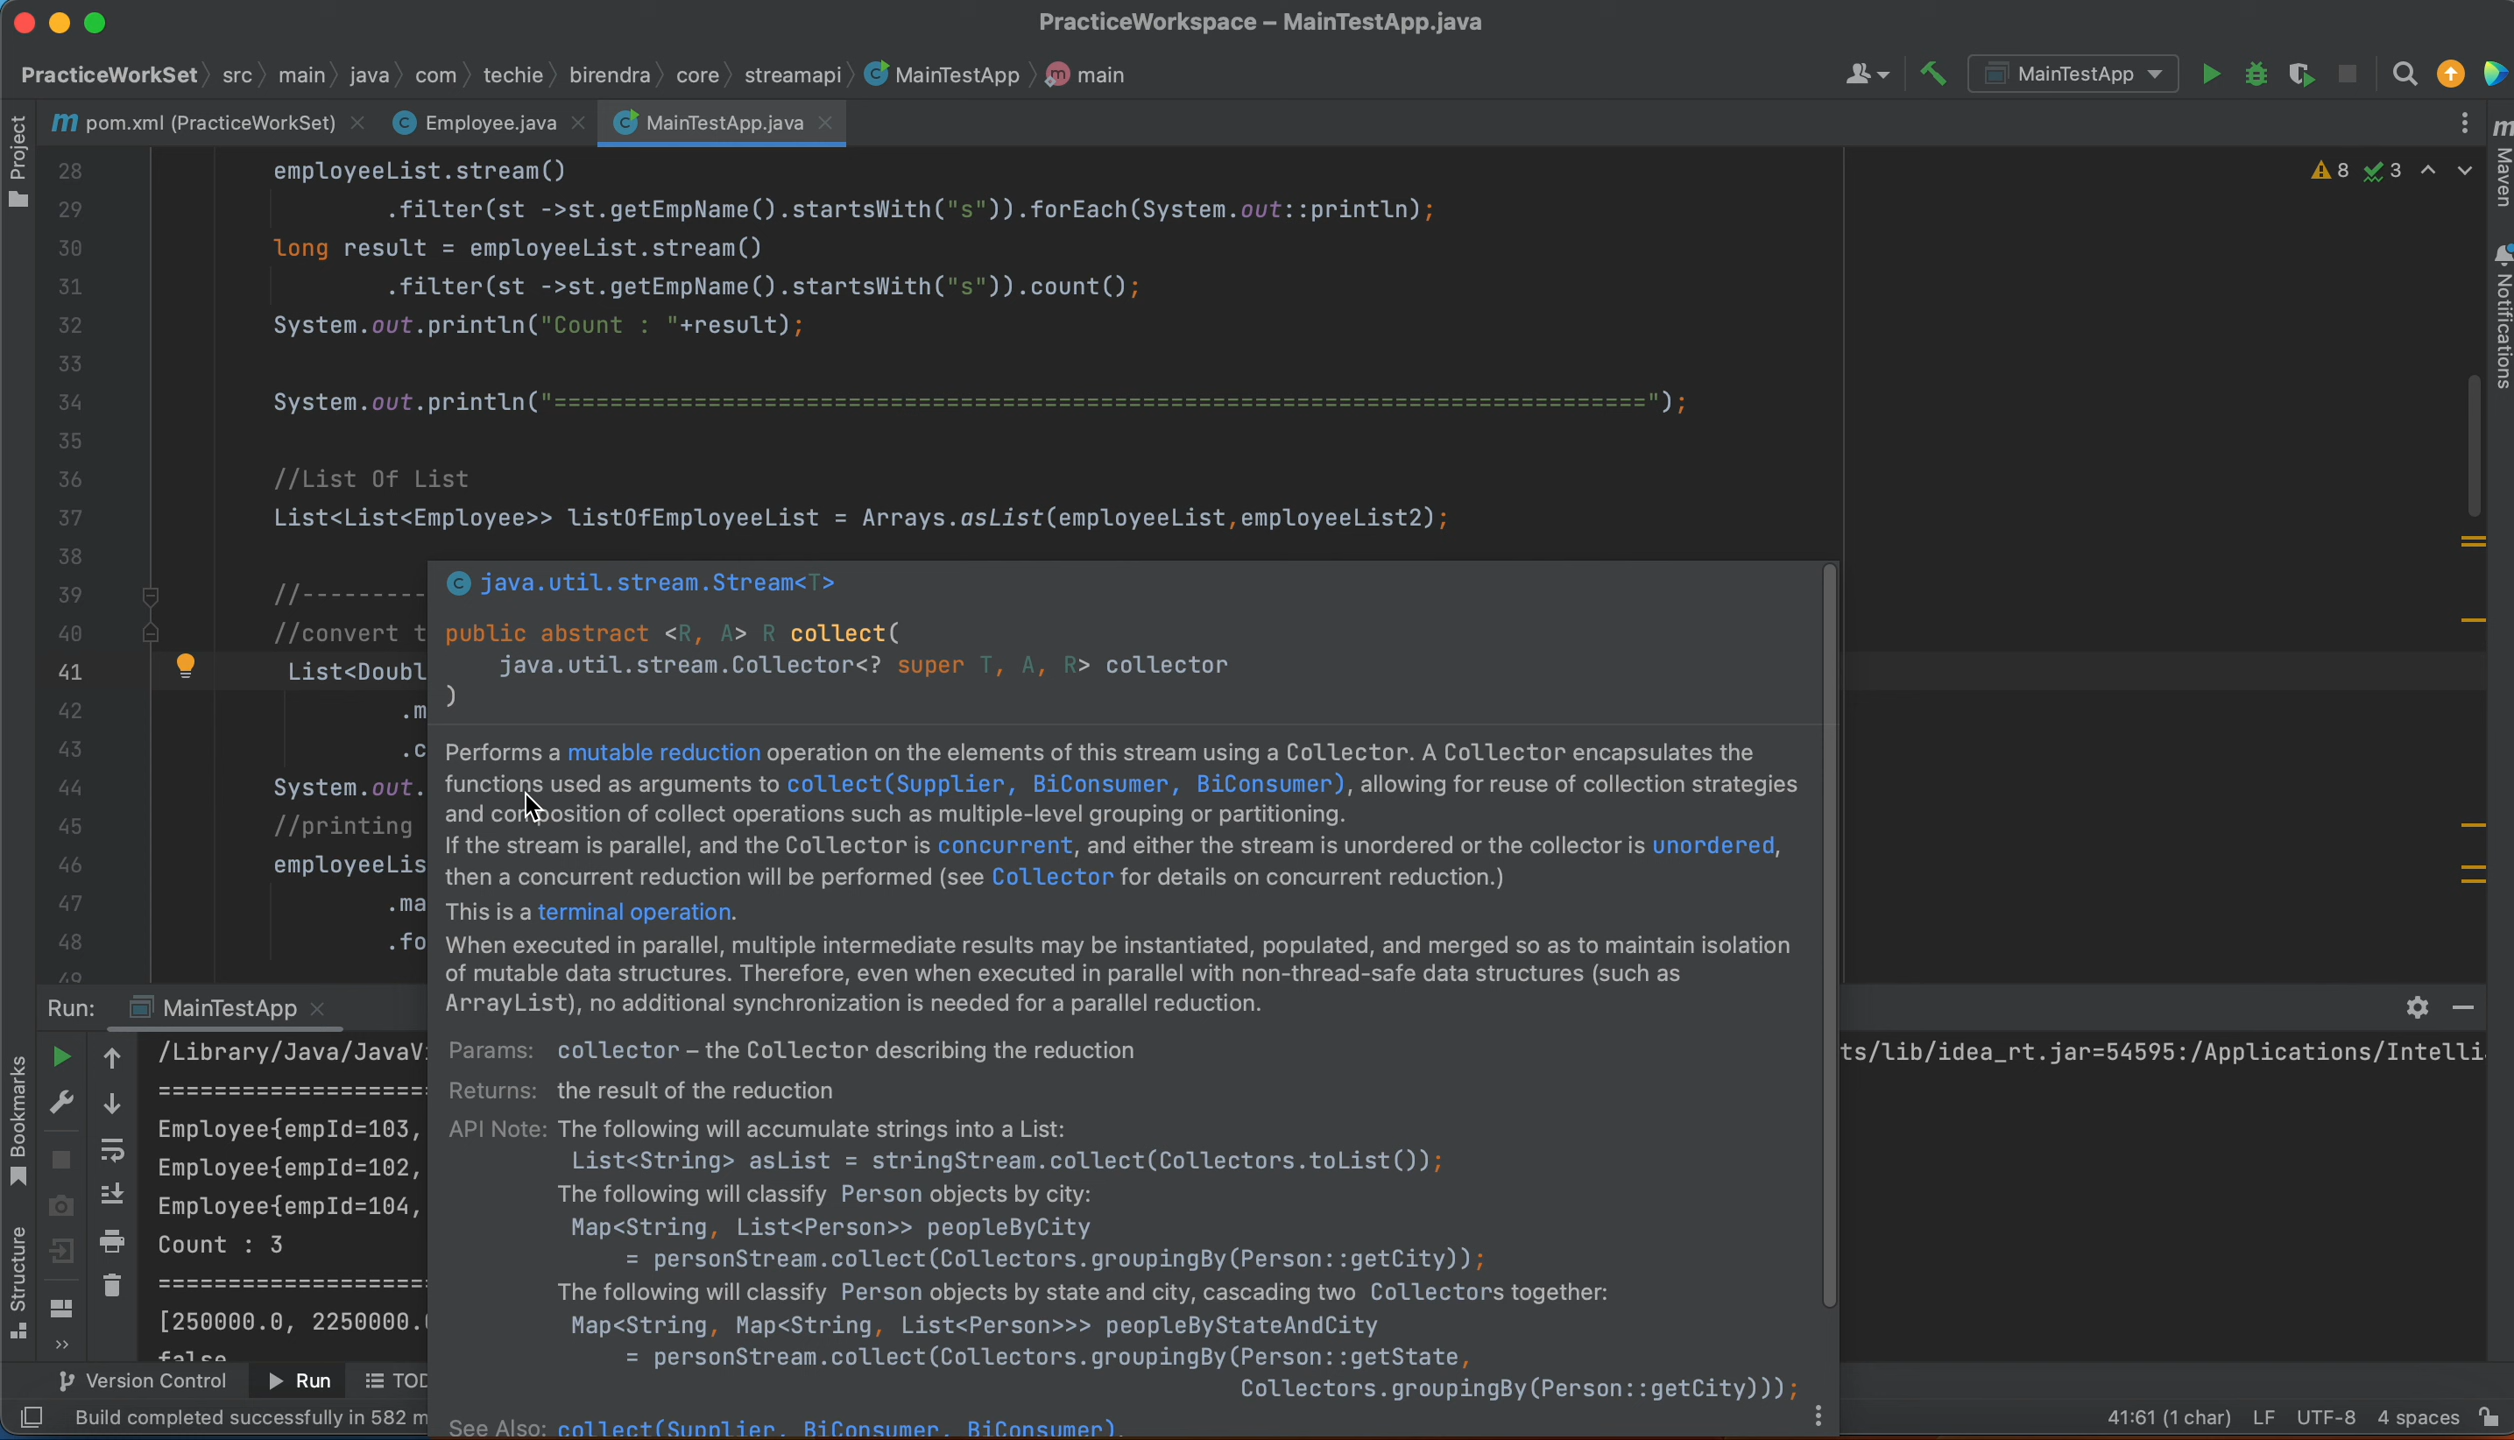 PracticeWorkspace – MainTestApp.java
PracticeWorkSet src main java com techie birendra core streamapi MainTestApp main
MainTestApp
pom.xml (PracticeWorkSet) Employee.java MainTestApp.java
Project
Maven
Notifications
8 3
28 employeeList.stream()
29 .filter(st ->st.getEmpName().startsWith("s")).forEach(System.out::println);
30 long result = employeeList.stream()
31 .filter(st ->st.getEmpName().startsWith("s")).count();
32 System.out.println("Count : "+result);
33
34 System.out.println("==============================================================================");
35
36 //List Of List
37 List<List<Employee>> listOfEmployeeList = Arrays.asList(employeeList,employeeList2);
38
39 //---------
40 //convert t
41 List<Doubl
42 .m
43 .c
44 System.out.
45 //printing
46 employeeLis
47 .ma
48 .fo
49
java.util.stream.Stream<T>
public abstract <R, A> R collect(
java.util.stream.Collector<? super T, A, R> collector
)
Performs a mutable reduction operation on the elements of this stream using a Collector. A Collector encapsulates the
functions used as arguments to collect(Supplier, BiConsumer, BiConsumer), allowing for reuse of collection strategies
and composition of collect operations such as multiple-level grouping or partitioning.
If the stream is parallel, and the Collector is concurrent, and either the stream is unordered or the collector is unordered,
then a concurrent reduction will be performed (see Collector for details on concurrent reduction.)
This is a terminal operation.
When executed in parallel, multiple intermediate results may be instantiated, populated, and merged so as to maintain isolation
of mutable data structures. Therefore, even when executed in parallel with non-thread-safe data structures (such as
ArrayList), no additional synchronization is needed for a parallel reduction.
Params: collector – the Collector describing the reduction
Returns: the result of the reduction
API Note: The following will accumulate strings into a List:
List<String> asList = stringStream.collect(Collectors.toList());
The following will classify Person objects by city:
Map<String, List<Person>> peopleByCity
= personStream.collect(Collectors.groupingBy(Person::getCity));
The following will classify Person objects by state and city, cascading two Collectors together:
Map<String, Map<String, List<Person>>> peopleByStateAndCity
= personStream.collect(Collectors.groupingBy(Person::getState,
Collectors.groupingBy(Person::getCity)));
See Also: collect(Supplier, BiConsumer, BiConsumer),
Run: MainTestApp
/Library/Java/JavaVi
ts/lib/idea_rt.jar=54595:/Applications/Intelli
===================
Employee{empId=103,
Employee{empId=102,
Employee{empId=104,
Count : 3
===================
[250000.0, 2250000.0
false
Bookmarks
Structure
Version Control Run TOD
Build completed successfully in 582 m
41:61 (1 char) LF UTF-8 4 spaces